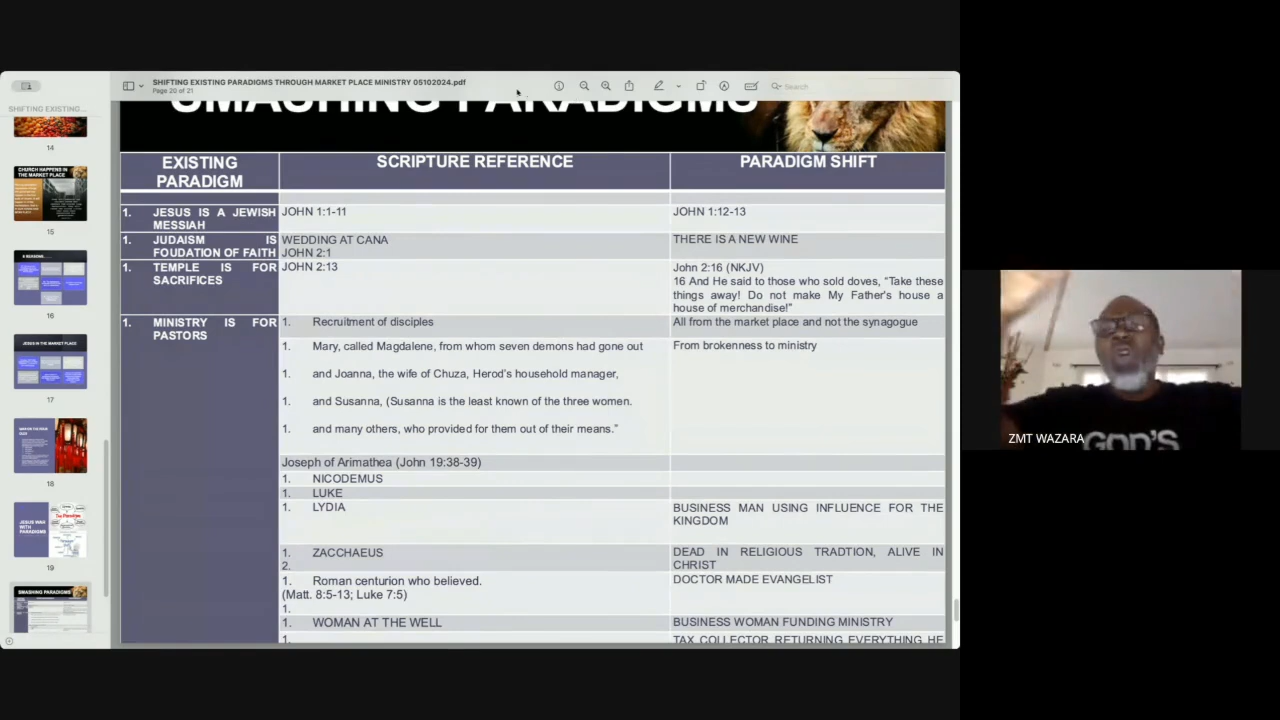 SHIFTING EXISTING PARADIGMS THROUGH MARKET PLACE MINISTRY 05102024.pdf
Page 20 of 21
Search
SHIFTING EXISTING...
14
CHURCH HAPPENS IN
THE MARKET PLACE
15
16
JESUS IN THE MARKET PLACE
17
18
JESUS WAR
WITH
PARADIGMS
19
SMASHING PARADIGMS
SMASHING PARADIGMS
EXISTING
PARADIGM
SCRIPTURE REFERENCE
PARADIGM SHIFT
1. JESUS IS A JEWISH
MESSIAH
JOHN 1:1-11
JOHN 1:12-13
1. JUDAISM IS
FOUDATION OF FAITH
WEDDING AT CANA
JOHN 2:1
THERE IS A NEW WINE
1. TEMPLE IS FOR
SACRIFICES
JOHN 2:13
John 2:16 (NKJV)
16 And He said to those who sold doves, “Take these
things away! Do not make My Father's house a
house of merchandise!”
1. MINISTRY IS FOR
PASTORS
1. Recruitment of disciples
All from the market place and not the synagogue
1. Mary, called Magdalene, from whom seven demons had gone out
From brokenness to ministry
1. and Joanna, the wife of Chuza, Herod’s household manager,
1. and Susanna, (Susanna is the least known of the three women.
1. and many others, who provided for them out of their means.”
Joseph of Arimathea (John 19:38-39)
1. NICODEMUS
1. LUKE
1. LYDIA
BUSINESS MAN USING INFLUENCE FOR THE
KINGDOM
1. ZACCHAEUS
2.
DEAD IN RELIGIOUS TRADTION, ALIVE IN
CHRIST
1. Roman centurion who believed.
(Matt. 8:5-13; Luke 7:5)
1.
DOCTOR MADE EVANGELIST
1. WOMAN AT THE WELL
BUSINESS WOMAN FUNDING MINISTRY
1.
TAX COLLECTOR RETURNING EVERYTHING HE
ZMT WAZARA
GOD'S